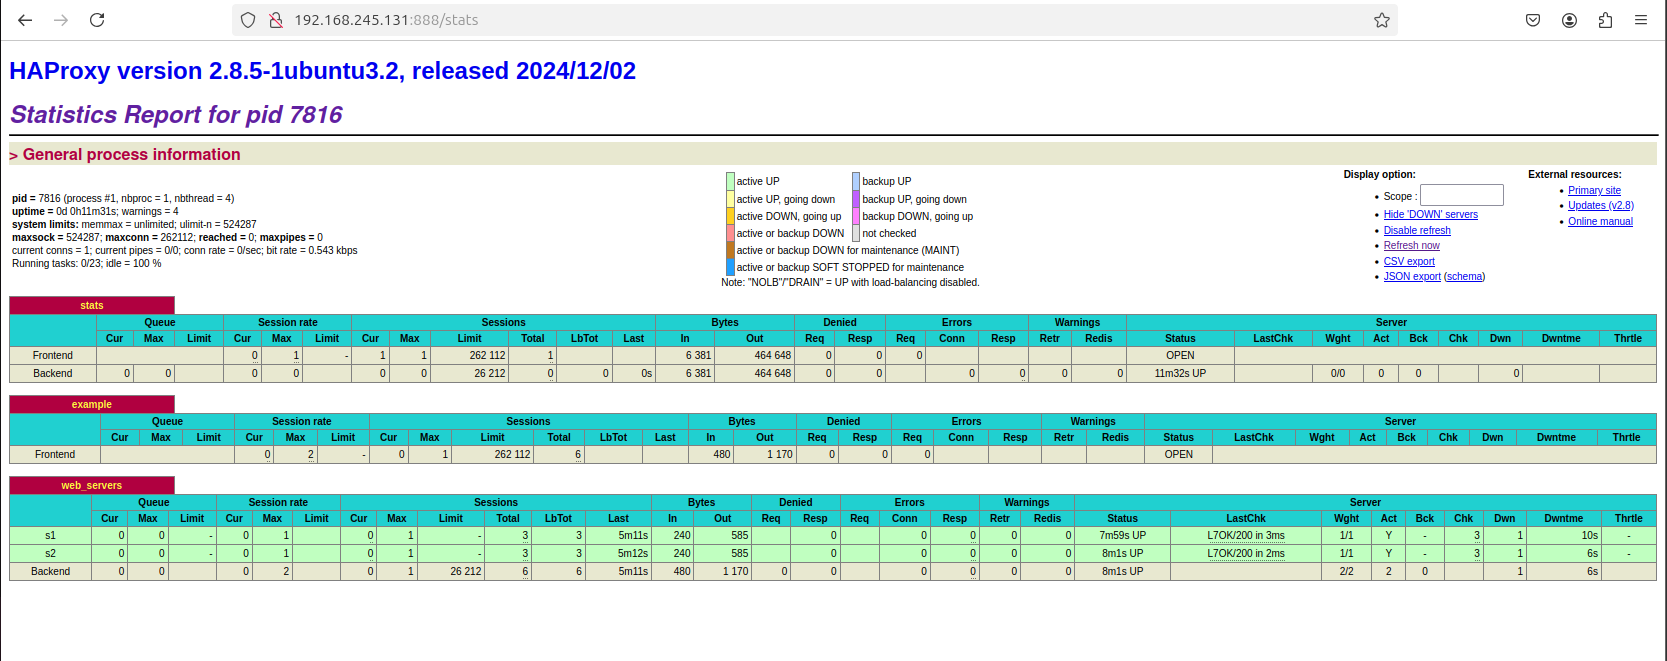 192.168.245.131:888/stats
HAProxy version 2.8.5-1ubuntu3.2, released 2024/12/02
Statistics Report for pid 7816
> General process information
pid = 7816 (process #1, nbproc = 1, nbthread = 4)
uptime = 0d 0h11m31s; warnings = 4
system limits: memmax = unlimited; ulimit-n = 524287
maxsock = 524287; maxconn = 262112; reached = 0; maxpipes = 0
current conns = 1; current pipes = 0/0; conn rate = 0/sec; bit rate = 0.543 kbps
Running tasks: 0/23; idle = 100 %
active UP backup UP
active UP, going down backup UP, going down
active DOWN, going up backup DOWN, going up
active or backup DOWN not checked
active or backup DOWN for maintenance (MAINT)
active or backup SOFT STOPPED for maintenance
Note: "NOLB"/"DRAIN" = UP with load-balancing disabled.
Display option:
• Scope :
• Hide 'DOWN' servers
• Disable refresh
• Refresh now
• CSV export
• JSON export (schema)
External resources:
• Primary site
• Updates (v2.8)
• Online manual
stats
Queue Session rate Sessions Bytes Denied Errors Warnings Server
Cur Max Limit Cur Max Limit Cur Max Limit Total LbTot Last In Out Req Resp Req Conn Resp Retr Redis Status LastChk Wght Act Bck Chk Dwn Dwntme Thrtle
Frontend 0 1 - 1 1 262 112 1 6 381 464 648 0 0 0 OPEN
Backend 0 0 0 0 0 0 26 212 0 0 0s 6 381 464 648 0 0 0 0 0 0 11m32s UP 0/0 0 0 0
example
Queue Session rate Sessions Bytes Denied Errors Warnings Server
Cur Max Limit Cur Max Limit Cur Max Limit Total LbTot Last In Out Req Resp Req Conn Resp Retr Redis Status LastChk Wght Act Bck Chk Dwn Dwntme Thrtle
Frontend 0 2 - 0 1 262 112 6 480 1 170 0 0 0 OPEN
web_servers
Queue Session rate Sessions Bytes Denied Errors Warnings Server
Cur Max Limit Cur Max Limit Cur Max Limit Total LbTot Last In Out Req Resp Req Conn Resp Retr Redis Status LastChk Wght Act Bck Chk Dwn Dwntme Thrtle
s1 0 0 - 0 1 0 1 - 3 3 5m11s 240 585 0 0 0 0 0 7m59s UP L7OK/200 in 3ms 1/1 Y - 3 1 10s -
s2 0 0 - 0 1 0 1 - 3 3 5m12s 240 585 0 0 0 0 0 8m1s UP L7OK/200 in 2ms 1/1 Y - 3 1 6s -
Backend 0 0 0 2 0 1 26 212 6 6 5m11s 480 1 170 0 0 0 0 0 0 8m1s UP 2/2 2 0 1 6s